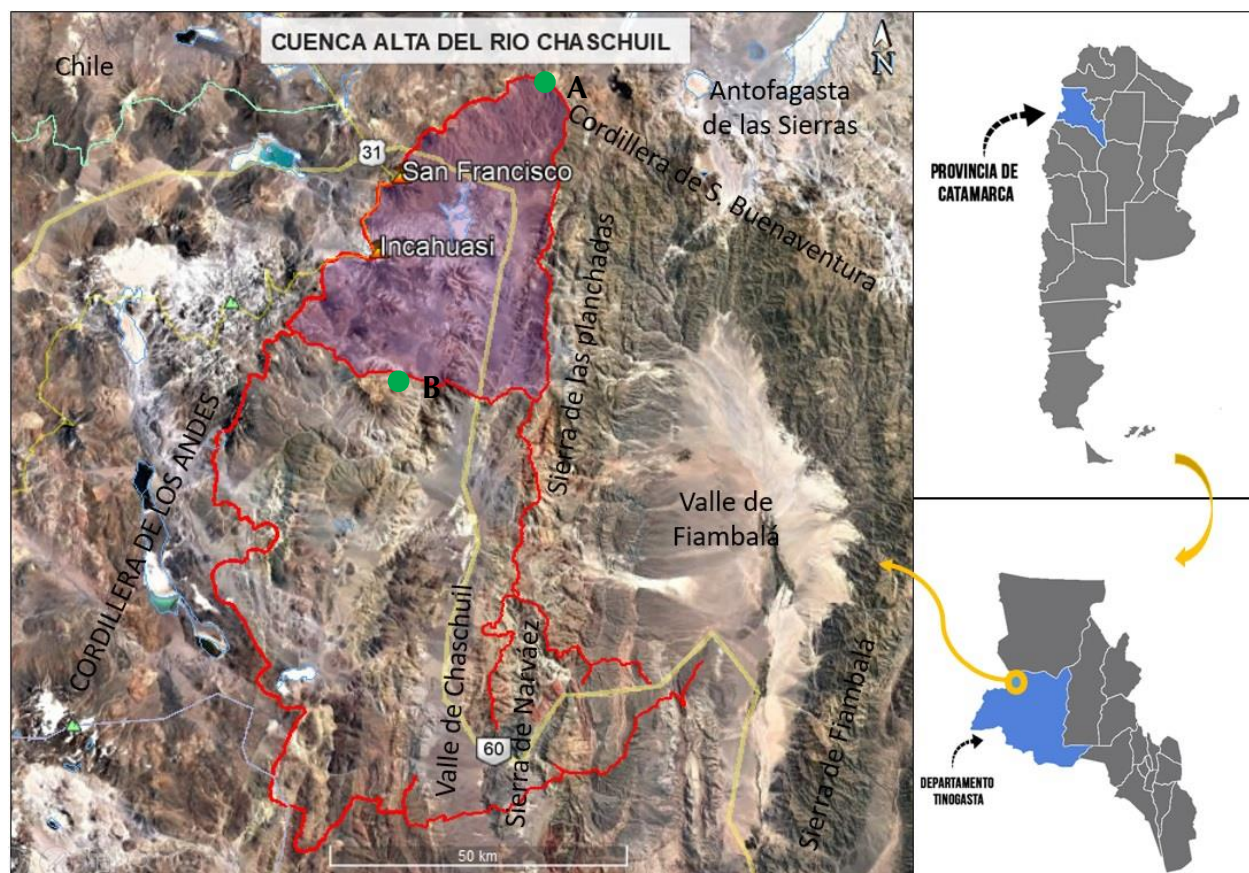 CUENCA ALTA DEL RIO CHASCHUIL
N
Chile
A
Antofagasta
de las Sierras
31
San Francisco
Cordillera de S. Buenaventura
Incahuasi
Sierra de las planchadas
B
CORDILLERA DE LOS ANDES
Valle de
Fiambalá
Valle de Chaschuil
Sierra de Narváez
60
Sierra de Fiambalá
50 km
PROVINCIA DE
CATAMARCA
DEPARTAMENTO
TINOGASTA